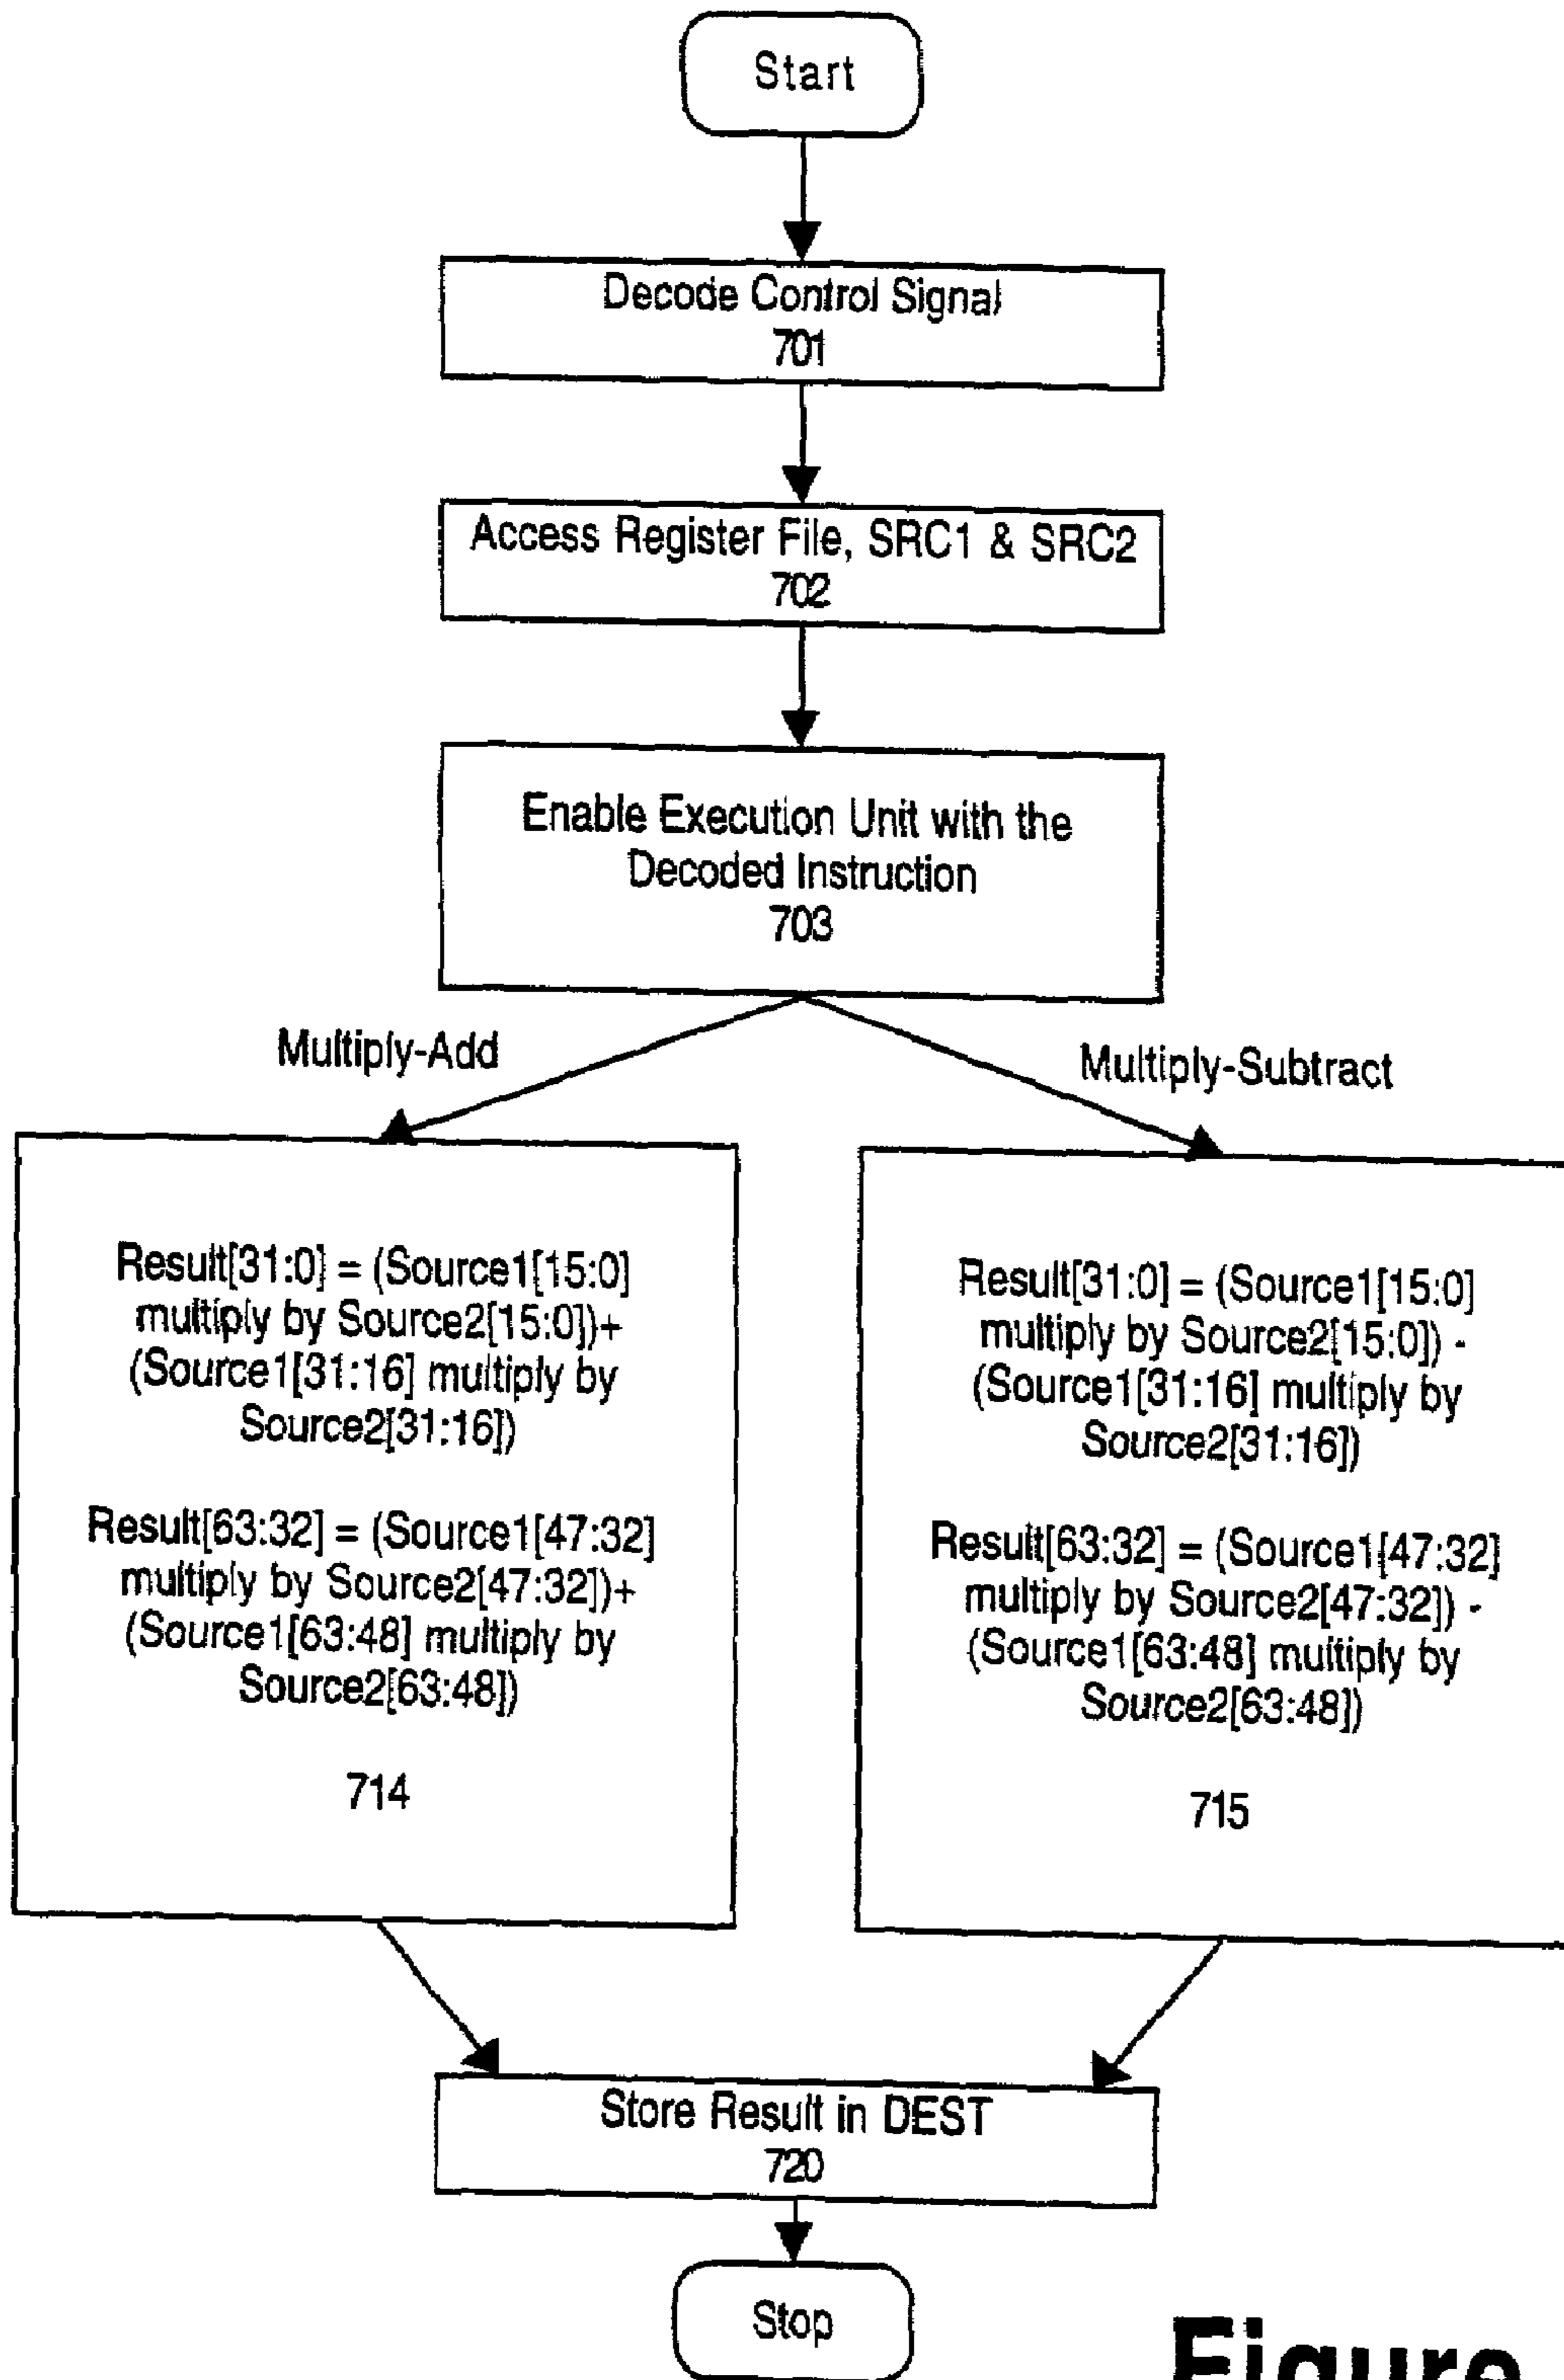 Start
Decode Control Signal
701
Access Register File, SRC1 & SRC2
702
Enable Execution Unit with the
Decoded Instruction
703
Multiply-Add
Multiply-Subtract
Result[31:0] = (Source1[15:0]
multiply by Source2[15:0])+
(Source1[31:16] multiply by
Source2[31:16])
Result[63:32] = (Source1[47:32]
multiply by Source2[47:32])+
(Source1[63:48] multiply by
Source2[63:48])
714
Result[31:0] = (Source1[15:0]
multiply by Source2[15:0]) -
(Source1[31:16] multiply by
Source2[31:16])
Result[63:32] = (Source1[47:32]
multiply by Source2[47:32]) -
(Source1[63:48] multiply by
Source2[63:48])
715
Store Result in DEST
720
Stop
Figure